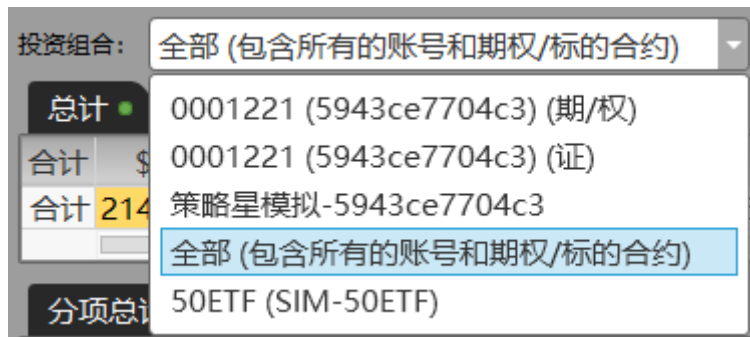 投资组合: 全部 (包含所有的账号和期权/标的合约)
总计
0001221 (5943ce7704c3) (期/权)
合计 $
0001221 (5943ce7704c3) (证)
合计 214
策略星模拟-5943ce7704c3
全部 (包含所有的账号和期权/标的合约)
分项总计
50ETF (SIM-50ETF)